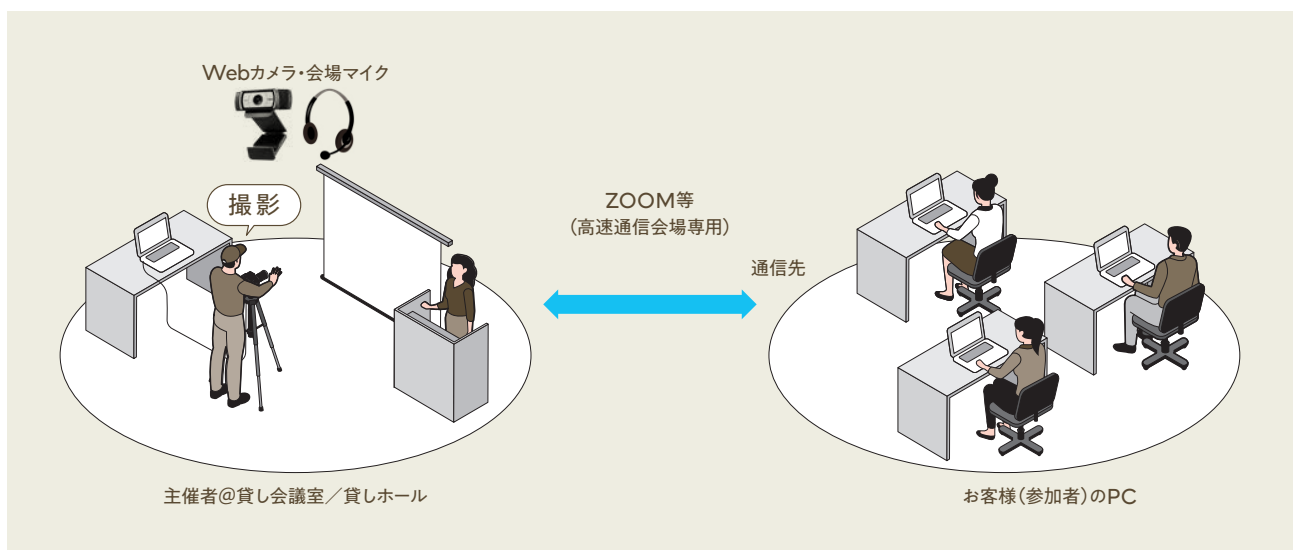 Webカメラ・会場マイク
撮影
ZOOM等
(高速通信会場専用)
通信先
主催者@貸し会議室／貸しホール
お客様(参加者)のPC